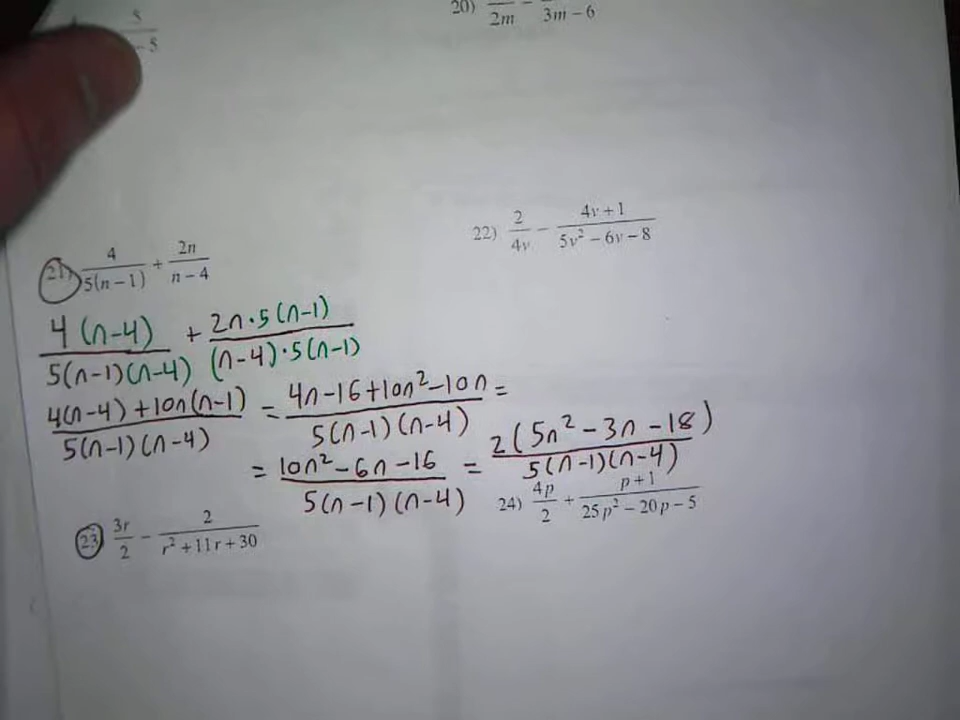 5
- 5
20) — 2m − — 3m − 6
21) 4/5(n − 1) + 2n/n − 4
22) 2/4v − 4v + 1/5v² − 6v − 8
4(n-4)/5(n-1)(n-4) + 2n·5(n-1)/(n-4)·5(n-1)
4(n-4)+10n(n-1)/5(n-1)(n-4) = 4n-16+10n²-10n/5(n-1)(n-4) =
= 10n²-6n-16/5(n-1)(n-4) = 2(5n²-3n-18)/5(n-1)(n-4)
23) 3r/2 − 2/r² + 11r + 30
24) 4p/2 + p + 1/25p² − 20p − 5